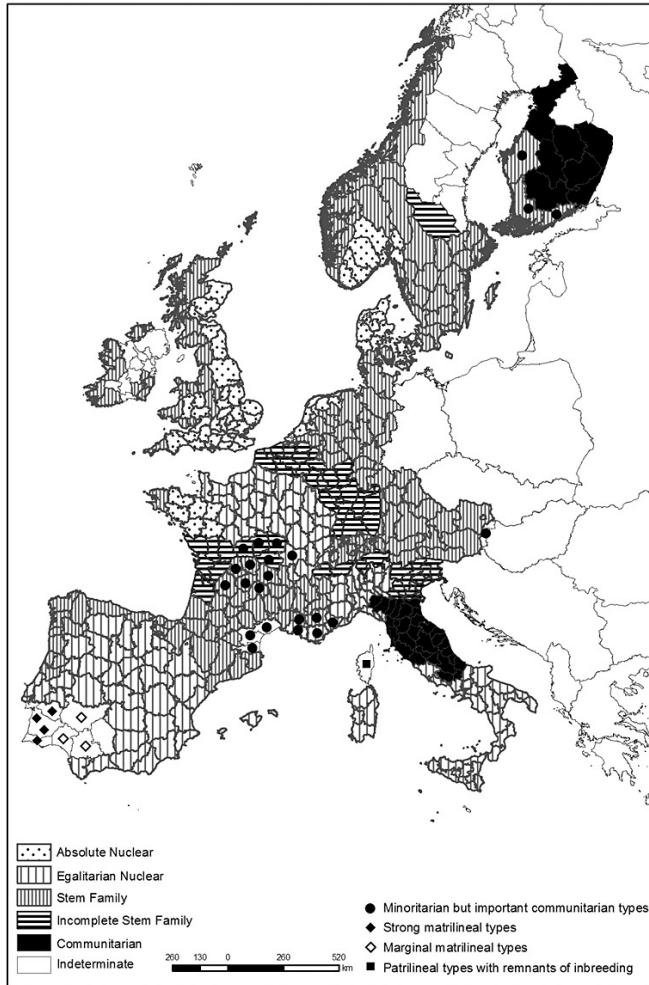 Absolute Nuclear
Egalitarian Nuclear
Stem Family
Incomplete Stem Family
Communitarian
Indeterminate
260 130 0 260 520
km
Minoritarian but important communitarian types
Strong matrilineal types
Marginal matrilineal types
Patrilineal types with remnants of inbreeding